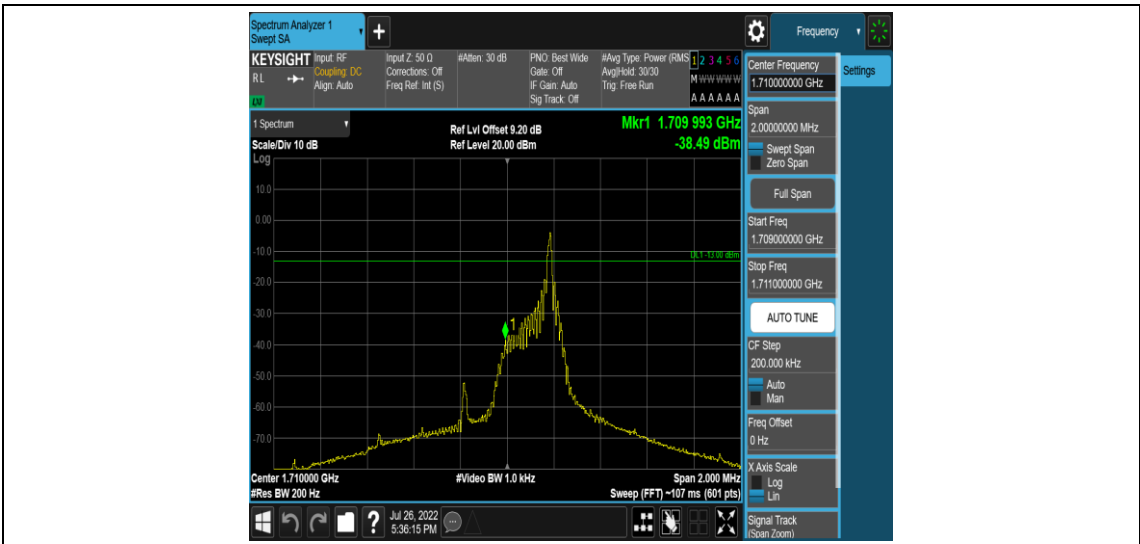 Spectrum Analyzer 1
Swept SA
+
Frequency
KEYSIGHT
RL
LXI
Input: RF
Coupling: DC
Align: Auto
Input Z: 50 Ω
Corrections: Off
Freq Ref: Int (S)
#Atten: 30 dB
PNO: Best Wide
Gate: Off
IF Gain: Auto
Sig Track: Off
#Avg Type: Power (RMS
Avg|Hold: 30/30
Trig: Free Run
1 2 3 4 5 6
M W W W W W
A A A A A A
Center Frequency
1.710000000 GHz
Settings
Span
2.00000000 MHz
Swept Span
Zero Span
Full Span
Start Freq
1.709000000 GHz
Stop Freq
1.711000000 GHz
AUTO TUNE
CF Step
200.000 kHz
Auto
Man
Freq Offset
0 Hz
X Axis Scale
Log
Lin
Signal Track
(Span Zoom)
1 Spectrum
Scale/Div 10 dB
Log
Ref Lvl Offset 9.20 dB
Ref Level 20.00 dBm
Mkr1 1.709 993 GHz
-38.49 dBm
10.0
0.00
-10.0
DL1 -13.00 dBm
-20.0
-30.0
1
-40.0
-50.0
-60.0
-70.0
Center 1.710000 GHz
#Video BW 1.0 kHz
Span 2.000 MHz
#Res BW 200 Hz
Sweep (FFT) ~107 ms (601 pts)
?
Jul 26, 2022
5:36:15 PM